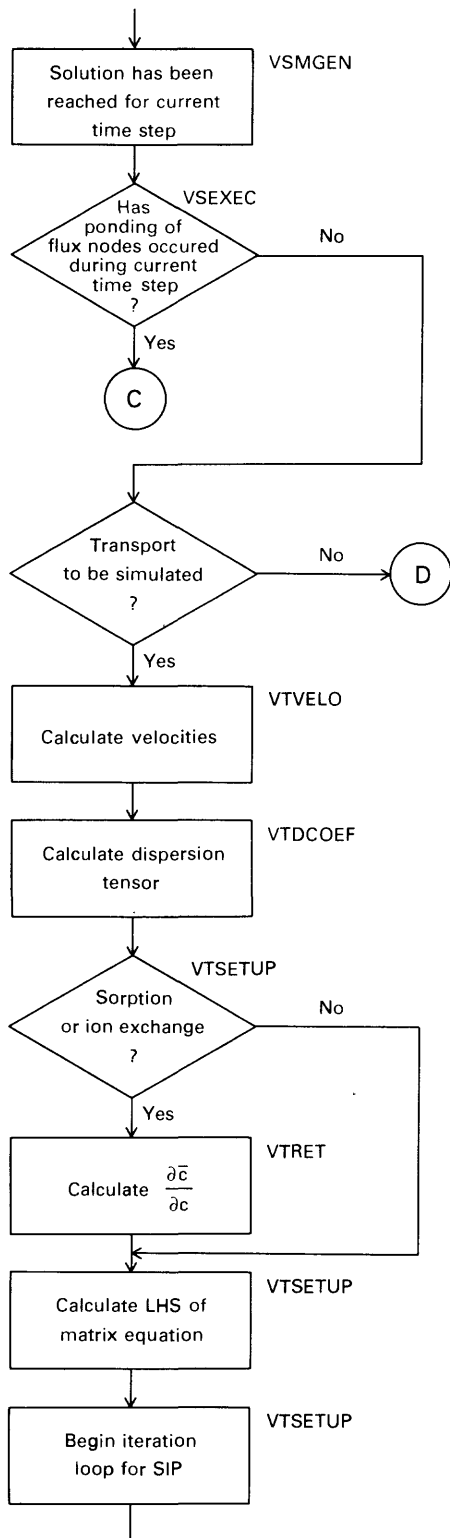 Solution has been
reached for current
time step
VSMGEN
VSEXEC
Has
ponding of
flux nodes occured
during current
time step
?
No
Yes
C
Transport
to be simulated
?
No
D
Yes
VTVELO
Calculate velocities
VTDCOEF
Calculate dispersion
tensor
VTSETUP
Sorption
or ion exchange
?
No
Yes
VTRET
Calculate ∂c̅/∂c
VTSETUP
Calculate LHS of
matrix equation
VTSETUP
Begin iteration
loop for SIP